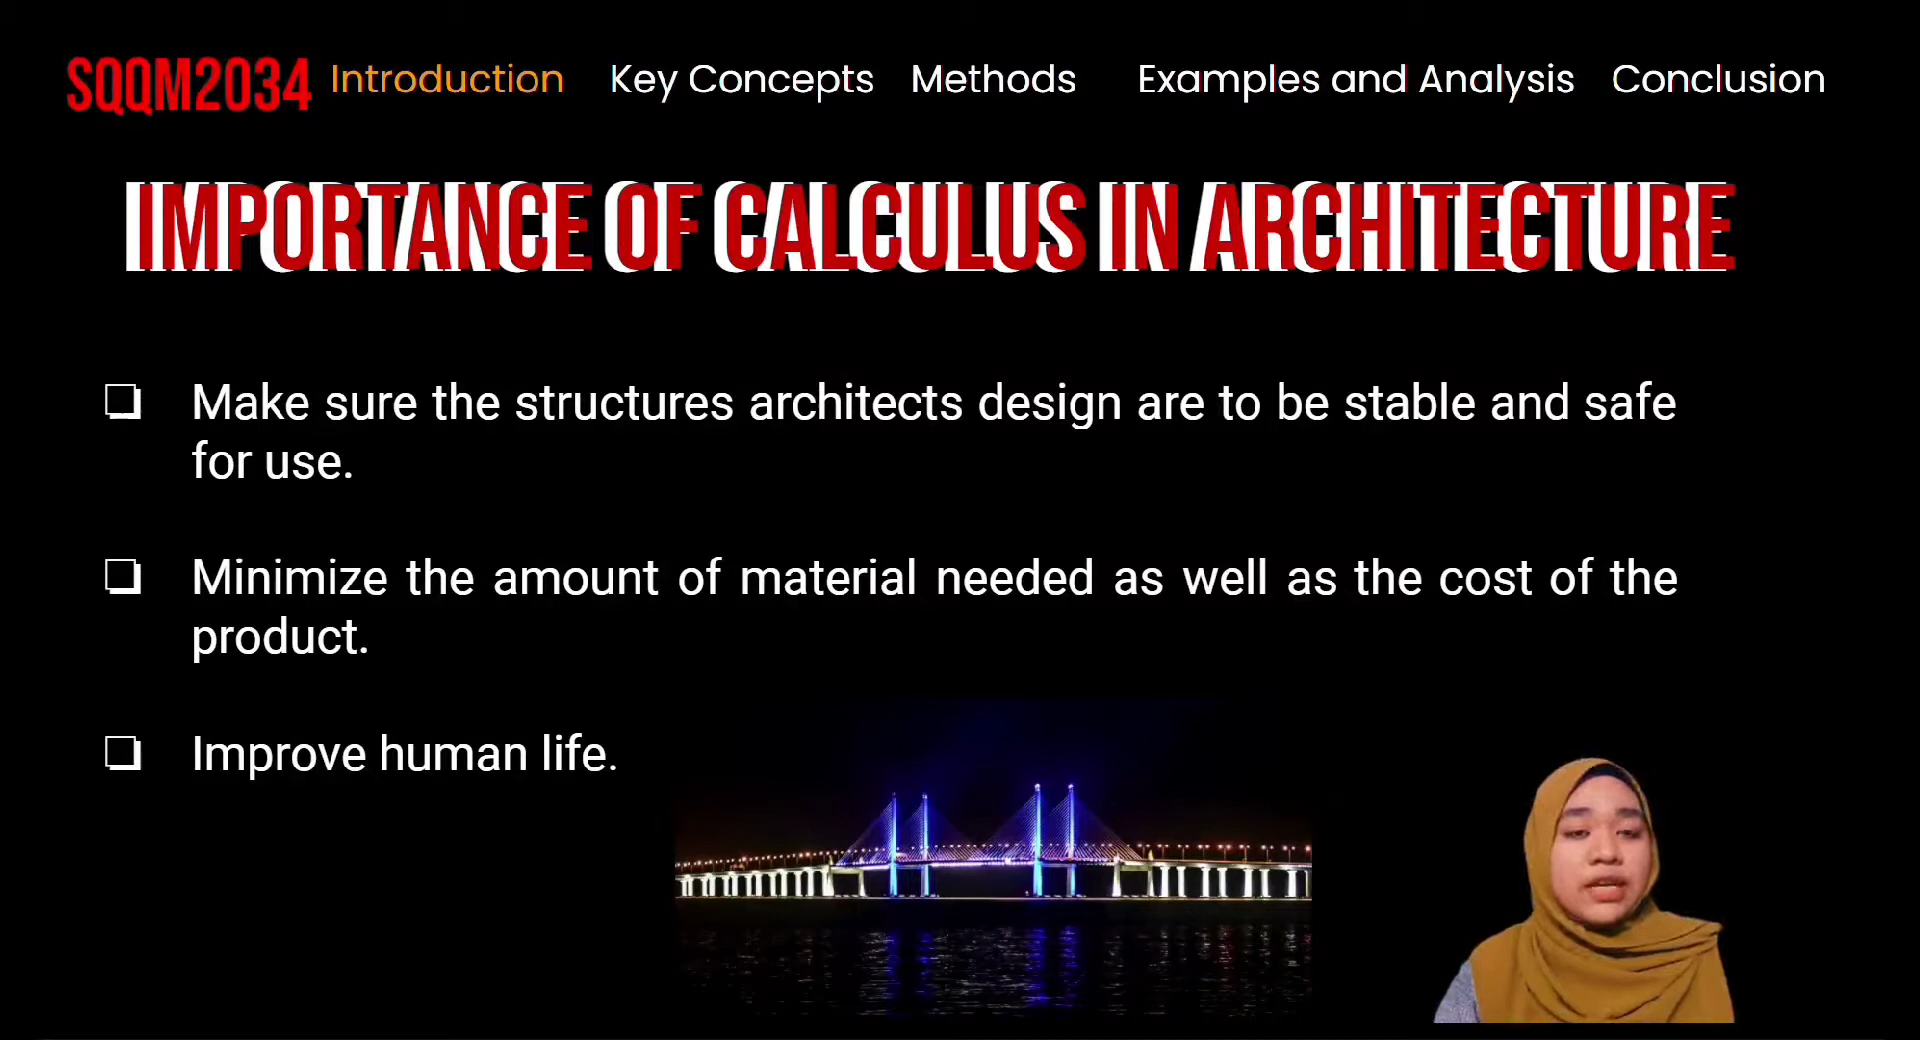 SQQM2034 Introduction Key Concepts Methods Examples and Analysis Conclusion
IMPORTANCE OF CALCULUS IN ARCHITECTURE
Make sure the structures architects design are to be stable and safe
for use.
Minimize the amount of material needed as well as the cost of the
product.
Improve human life.